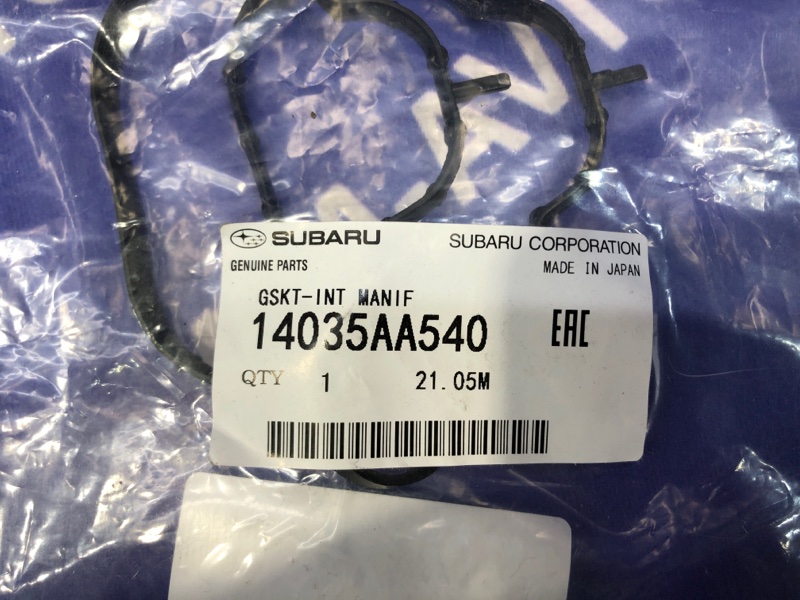 SUBARU SUBARU CORPORATION
GENUINE PARTS MADE IN JAPAN
GSKT-INT MANIF
14035AA540 EAC
QTY 1 21.05M